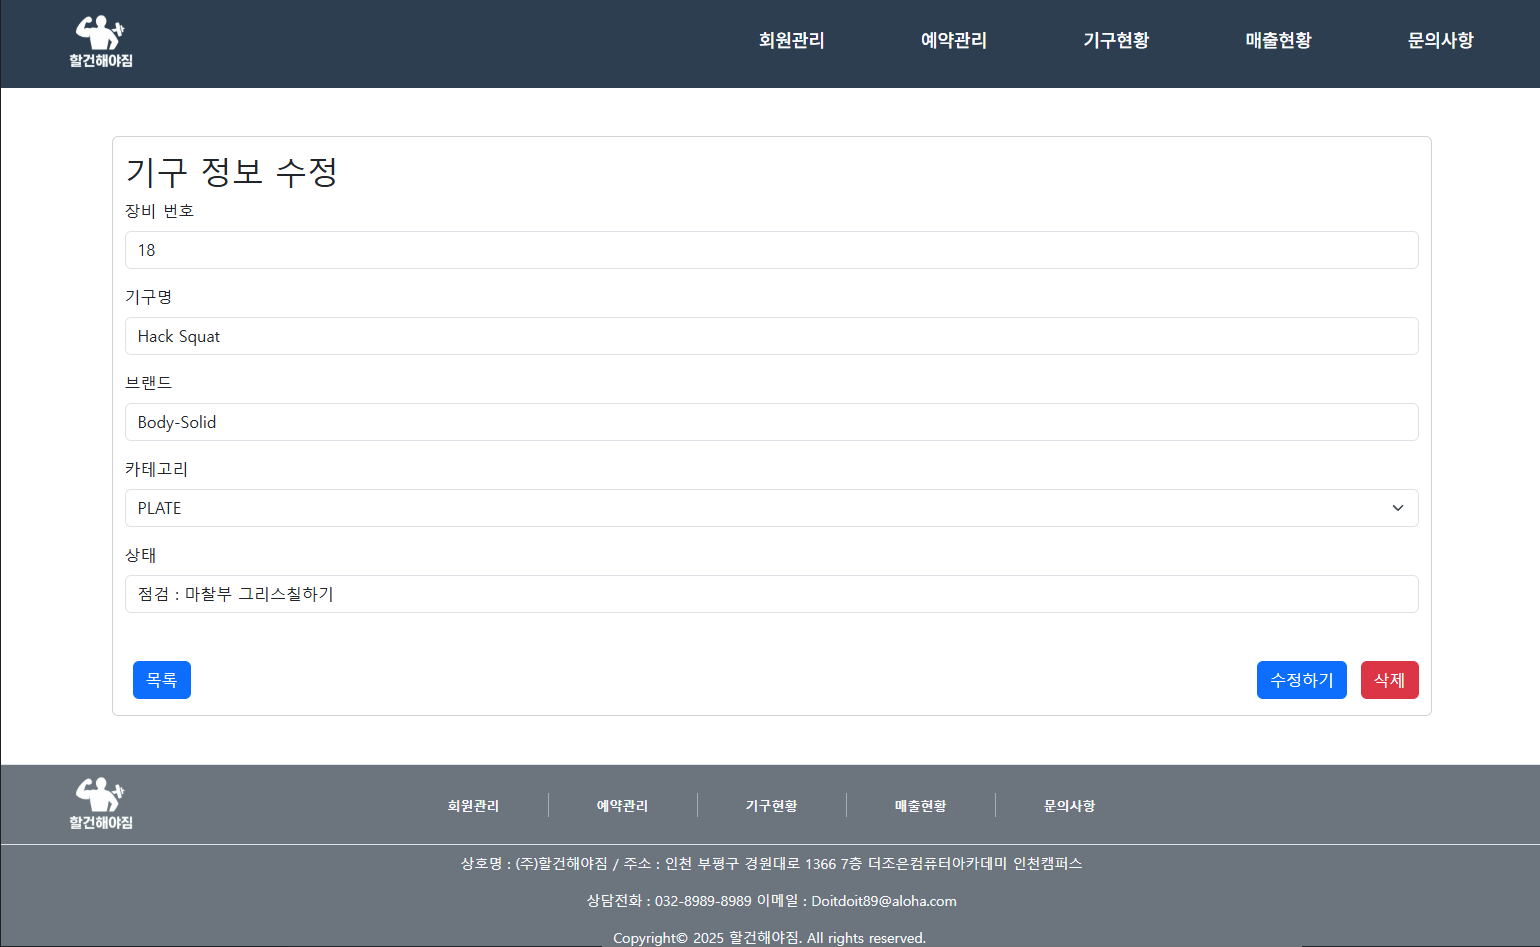 할건해야짐
회원관리 예약관리 기구현황 매출현황 문의사항
기구 정보 수정
장비 번호
18
기구명
Hack Squat
브랜드
Body-Solid
카테고리
PLATE
상태
점검 : 마찰부 그리스칠하기
목록 수정하기 삭제
할건해야짐
회원관리 예약관리 기구현황 매출현황 문의사항
상호명 : (주)할건해야짐 / 주소 : 인천 부평구 경원대로 1366 7층 더조은컴퓨터아카데미 인천캠퍼스
상담전화 : 032-8989-8989 이메일 : Doitdoit89@aloha.com
Copyright© 2025 할건해야짐. All rights reserved.